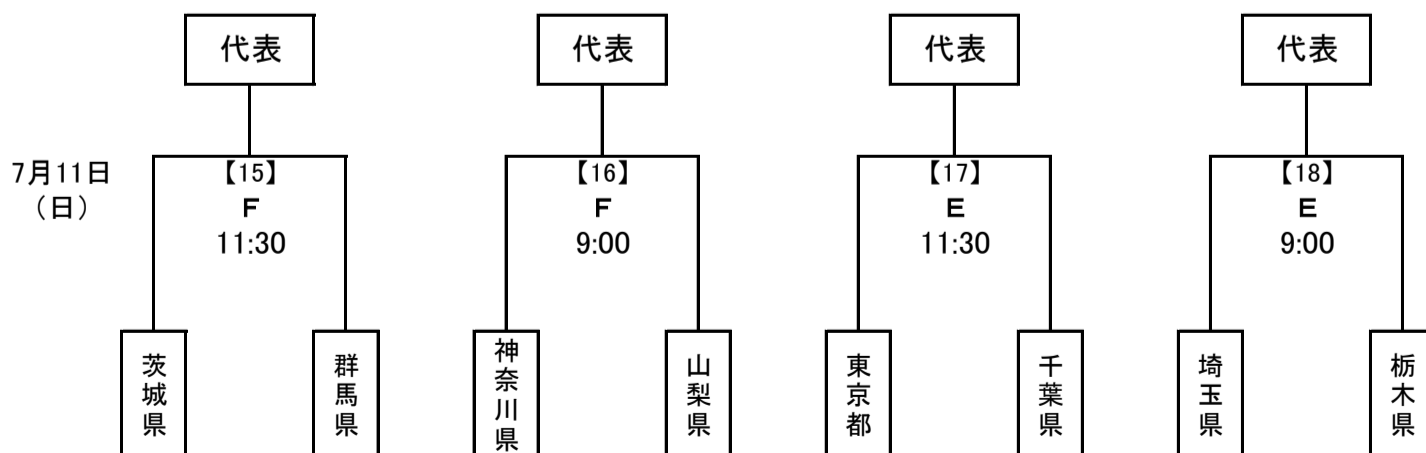 代表
代表
代表
代表
7月11日
（日）
【15】
F
11:30
【16】
F
9:00
【17】
E
11:30
【18】
E
9:00
茨城県
群馬県
神奈川県
山梨県
東京都
千葉県
埼玉県
栃木県